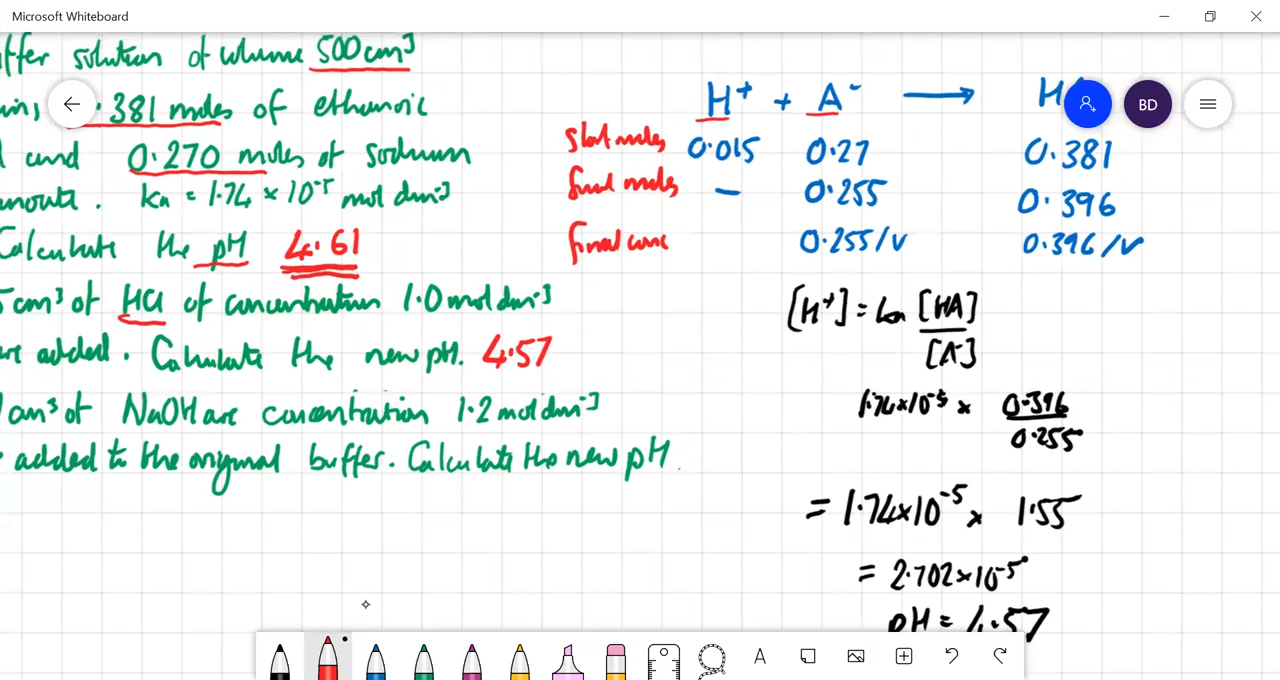 Microsoft Whiteboard
ffer solution of volume 500cm³
.381 moles of ethanoic
and 0.270 moles of sodium
anoate. Ka = 1.74 × 10⁻⁵ mol dm⁻³
Calculate the pH 4.61
5cm³ of HCl of concentration 1.0 mol dm⁻³
re added. Calculate the new pH. 4.57
cm³ of NaOH are concentration 1.2 mol dm⁻³
added to the original buffer. Calculate the new pH.
H⁺ + A⁻ → H
start moles 0.015 0.27 0.381
final moles – 0.255 0.396
final conc 0.255/v 0.396/v
[H⁺] = ka [HA]
[A⁻]
1.74×10⁻⁵ × 0.396
0.255
= 1.74×10⁻⁵ × 1.55
= 2.702×10⁻⁵
pH = 4.57
BD
A